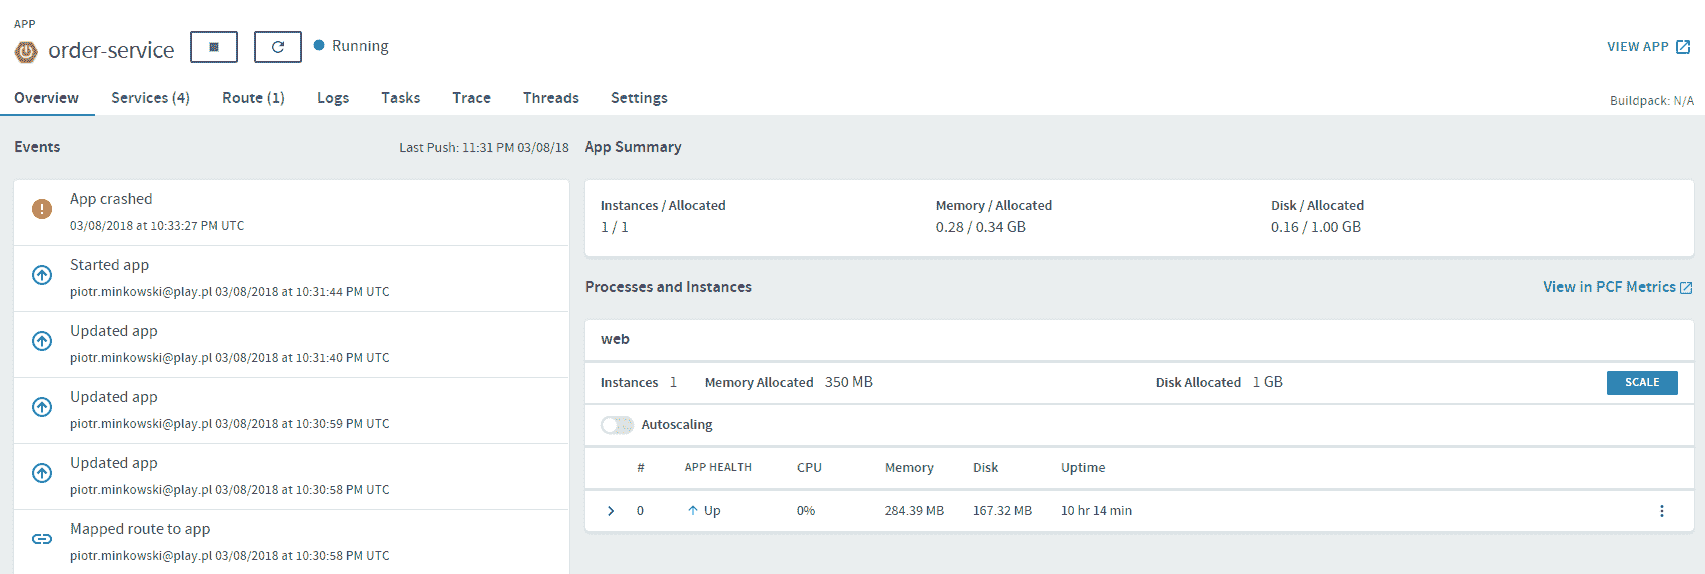 APP
order-service
Running
VIEW APP
Overview Services (4) Route (1) Logs Tasks Trace Threads Settings
Buildpack: N/A
Events
Last Push: 11:31 PM 03/08/18
App crashed
03/08/2018 at 10:33:27 PM UTC
Started app
piotr.minkowski@play.pl 03/08/2018 at 10:31:44 PM UTC
Updated app
piotr.minkowski@play.pl 03/08/2018 at 10:31:40 PM UTC
Updated app
piotr.minkowski@play.pl 03/08/2018 at 10:30:59 PM UTC
Updated app
piotr.minkowski@play.pl 03/08/2018 at 10:30:58 PM UTC
Mapped route to app
piotr.minkowski@play.pl 03/08/2018 at 10:30:58 PM UTC
App Summary
Instances / Allocated Memory / Allocated Disk / Allocated
1 / 1 0.28 / 0.34 GB 0.16 / 1.00 GB
Processes and Instances
View in PCF Metrics
web
Instances 1 Memory Allocated 350 MB Disk Allocated 1 GB SCALE
Autoscaling
# APP HEALTH CPU Memory Disk Uptime
0 Up 0% 284.39 MB 167.32 MB 10 hr 14 min